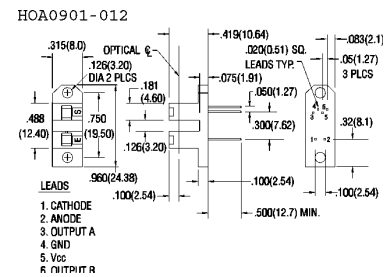 HOA0901-012
.419(10.64)
.083(2.1)
.315(8.0)
OPTICAL ℄
.020(0.51) SQ.
LEADS TYP.
.05(1.27)
3 PLCS
.126(3.20)
DIA 2 PLCS
.075(1.91)
.181
(4.60)
.050(1.27)
S
.488
(12.40)
.750
(19.50)
.300(7.62)
.32(8.1)
E
.126(3.20)
1
2
.960(24.38)
.100(2.54)
.100(2.54)
.100(2.54)
.500(12.7) MIN.
LEADS
1. CATHODE
2. ANODE
3. OUTPUT A
4. GND
5. Vcc
6. OUTPUT B